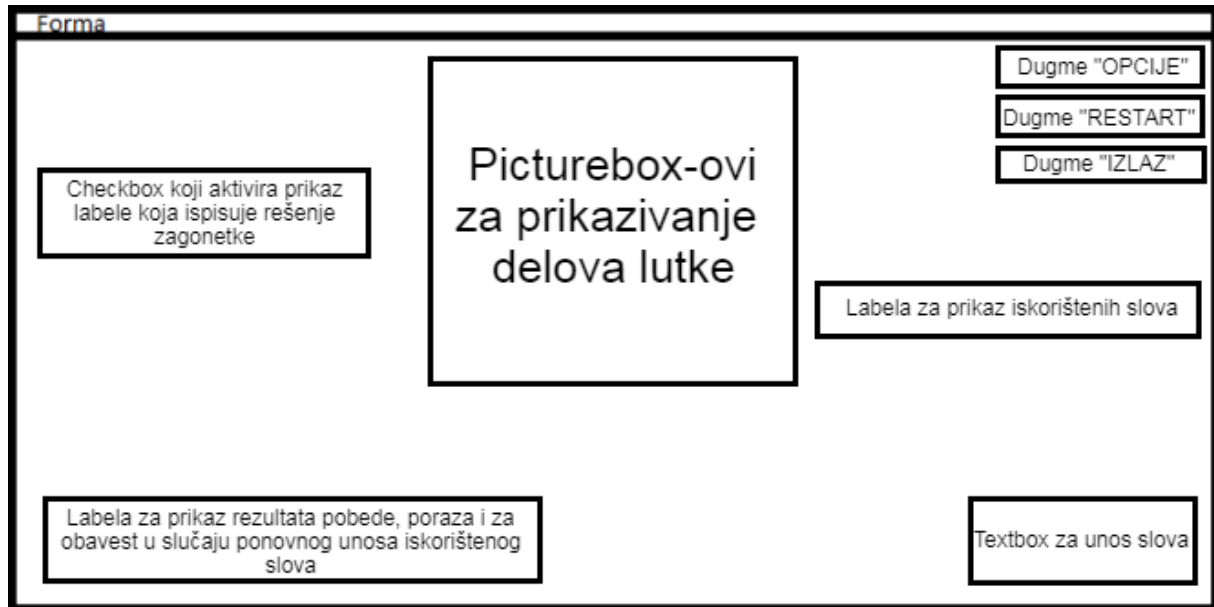 Forma
Dugme "OPCIJE"
Dugme "RESTART"
Dugme "IZLAZ"
Picturebox-ovi
za prikazivanje
delova lutke
Checkbox koji aktivira prikaz
labele koja ispisuje rešenje
zagonetke
Labela za prikaz iskorištenih slova
Labela za prikaz rezultata pobede, poraza i za
obavest u slučaju ponovnog unosa iskorištenog
slova
Textbox za unos slova